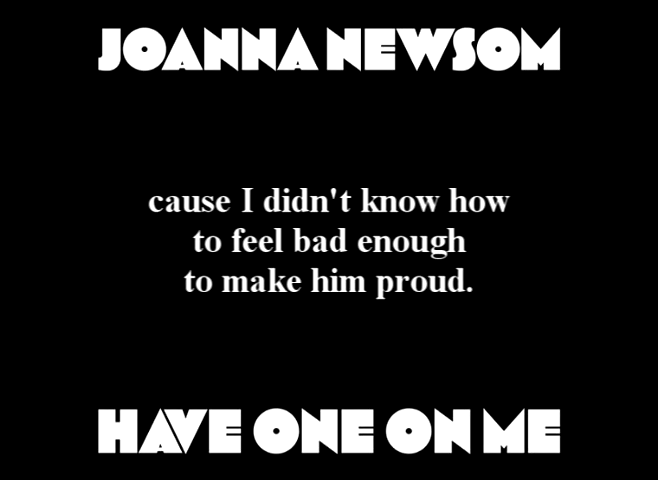 JOANNA NEWSOM
cause I didn't know how
to feel bad enough
to make him proud.
HAVE ONE ON ME